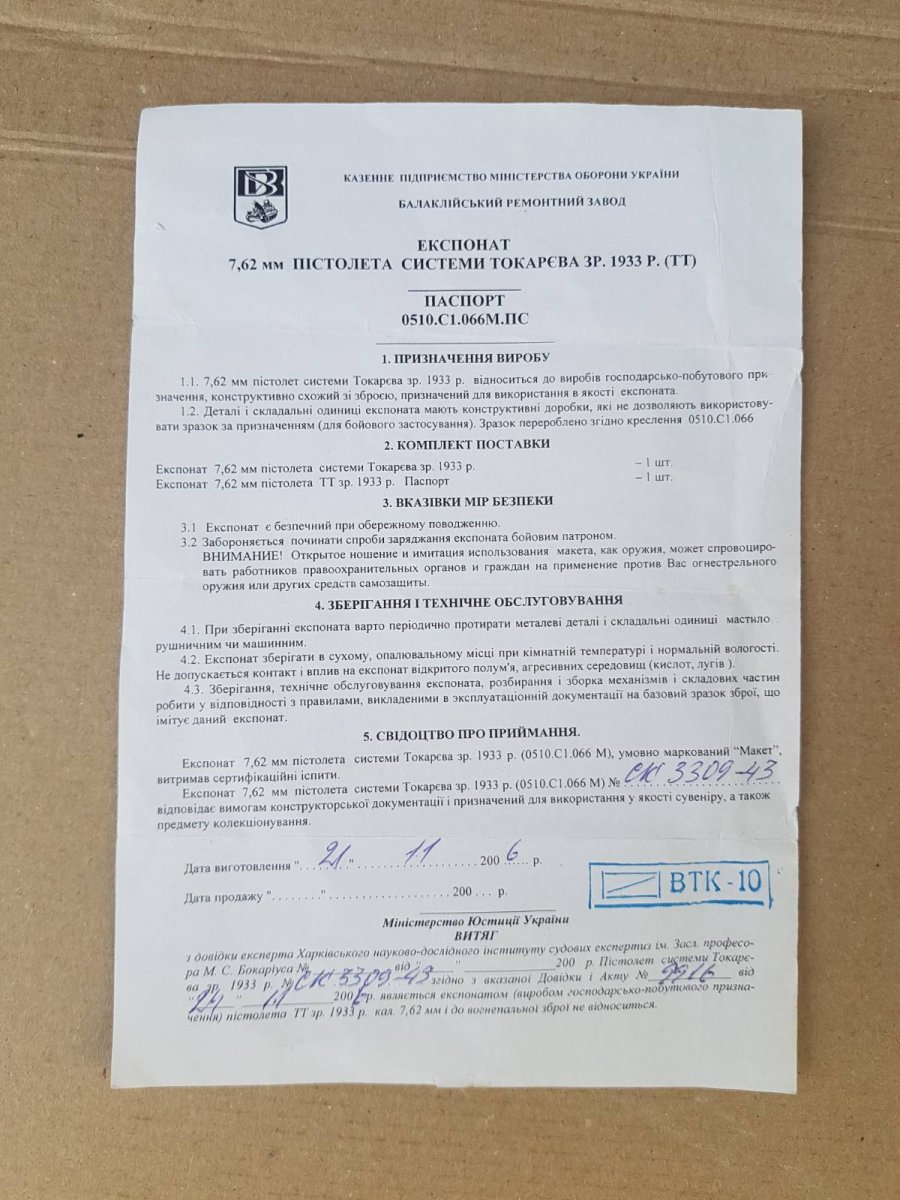 БРЗ
КАЗЕННЕ ПІДПРИЄМСТВО МІНІСТЕРСТВА ОБОРОНИ УКРАЇНИ
БАЛАКЛІЙСЬКИЙ РЕМОНТНИЙ ЗАВОД
ЕКСПОНАТ
7,62 мм ПІСТОЛЕТА СИСТЕМИ ТОКАРЄВА ЗР. 1933 Р. (ТТ)
ПАСПОРТ
0510.С1.066М.ПС
1. ПРИЗНАЧЕННЯ ВИРОБУ
1.1. 7,62 мм пістолет системи Токарєва зр. 1933 р. відноситься до виробів господарсько-побутового при-
значення, конструктивно схожий зі зброєю, призначений для використання в якості експоната.
1.2. Деталі і складальні одиниці експоната мають конструктивні доробки, які не дозволяють використову-
вати зразок за призначенням (для бойового застосування). Зразок перероблено згідно креслення 0510.С1.066
2. КОМПЛЕКТ ПОСТАВКИ
Експонат 7,62 мм пістолета системи Токарєва зр. 1933 р. – 1 шт.
Експонат 7,62 мм пістолета ТТ зр. 1933 р. Паспорт – 1 шт.
3. ВКАЗІВКИ МІР БЕЗПЕКИ
3.1 Експонат є безпечний при обережному поводженню.
3.2 Забороняється починати спроби заряджання експоната бойовим патроном.
ВНИМАНИЕ! Открытое ношение и имитация использования макета, как оружия, может спровоциро-
вать работников правоохранительных органов и граждан на применение против Вас огнестрельного
оружия или других средств самозащиты.
4. ЗБЕРІГАННЯ І ТЕХНІЧНЕ ОБСЛУГОВУВАННЯ
4.1. При зберіганні експоната варто періодично протирати металеві деталі і складальні одиниці мастило
рушничним чи машинним.
4.2. Експонат зберігати в сухому, опалювальному місці при кімнатній температурі і нормальній вологості.
Не допускається контакт і вплив на експонат відкритого полум'я, агресивних середовищ (кислот, лугів ).
4.3. Зберігання, технічне обслуговування експоната, розбирання і зборка механізмів і складових частин
робити у відповідності з правилами, викладеними в эксплуатаціонній документації на базовий зразок зброї, що
імітує даний експонат.
5. СВІДОЦТВО ПРО ПРИЙМАННЯ.
Експонат 7,62 мм пістолета системи Токарєва зр. 1933 р. (0510.С1.066 М), умовно маркований “Макет”,
витримав сертифікаційні іспити.
Експонат 7,62 мм пістолета системи Токарєва зр. 1933 р. (0510.С1.066 М) № СК 3309-43
відповідає вимогам конструкторської документації і призначений для використання у якості сувеніру, а також
предмету колекціонування.
Дата виготовлення "..21..."........11..........200 6 ... р.
Дата продажу "........"....................200 ... р.
ВТК - 10
Міністерство Юстиції України
ВИТЯГ
з довідки експерта Харківського науково-дослідного інституту судових експертиз ім. Засл. професо-
ра М. С. Бокаріуса № ________ від "____" ____________ 200 р. Пістолет системи Токарє-
ва зр. 1933 р. № СК 3309-43 згідно з вказаної Довідки і Акту № 9916 від
"21" 11 200 6 р. являється експонатом (виробом господарсько-побутового призна-
чення) пістолета ТТ зр. 1933 р. кал. 7,62 мм і до вогнепальної зброї не відноситься.